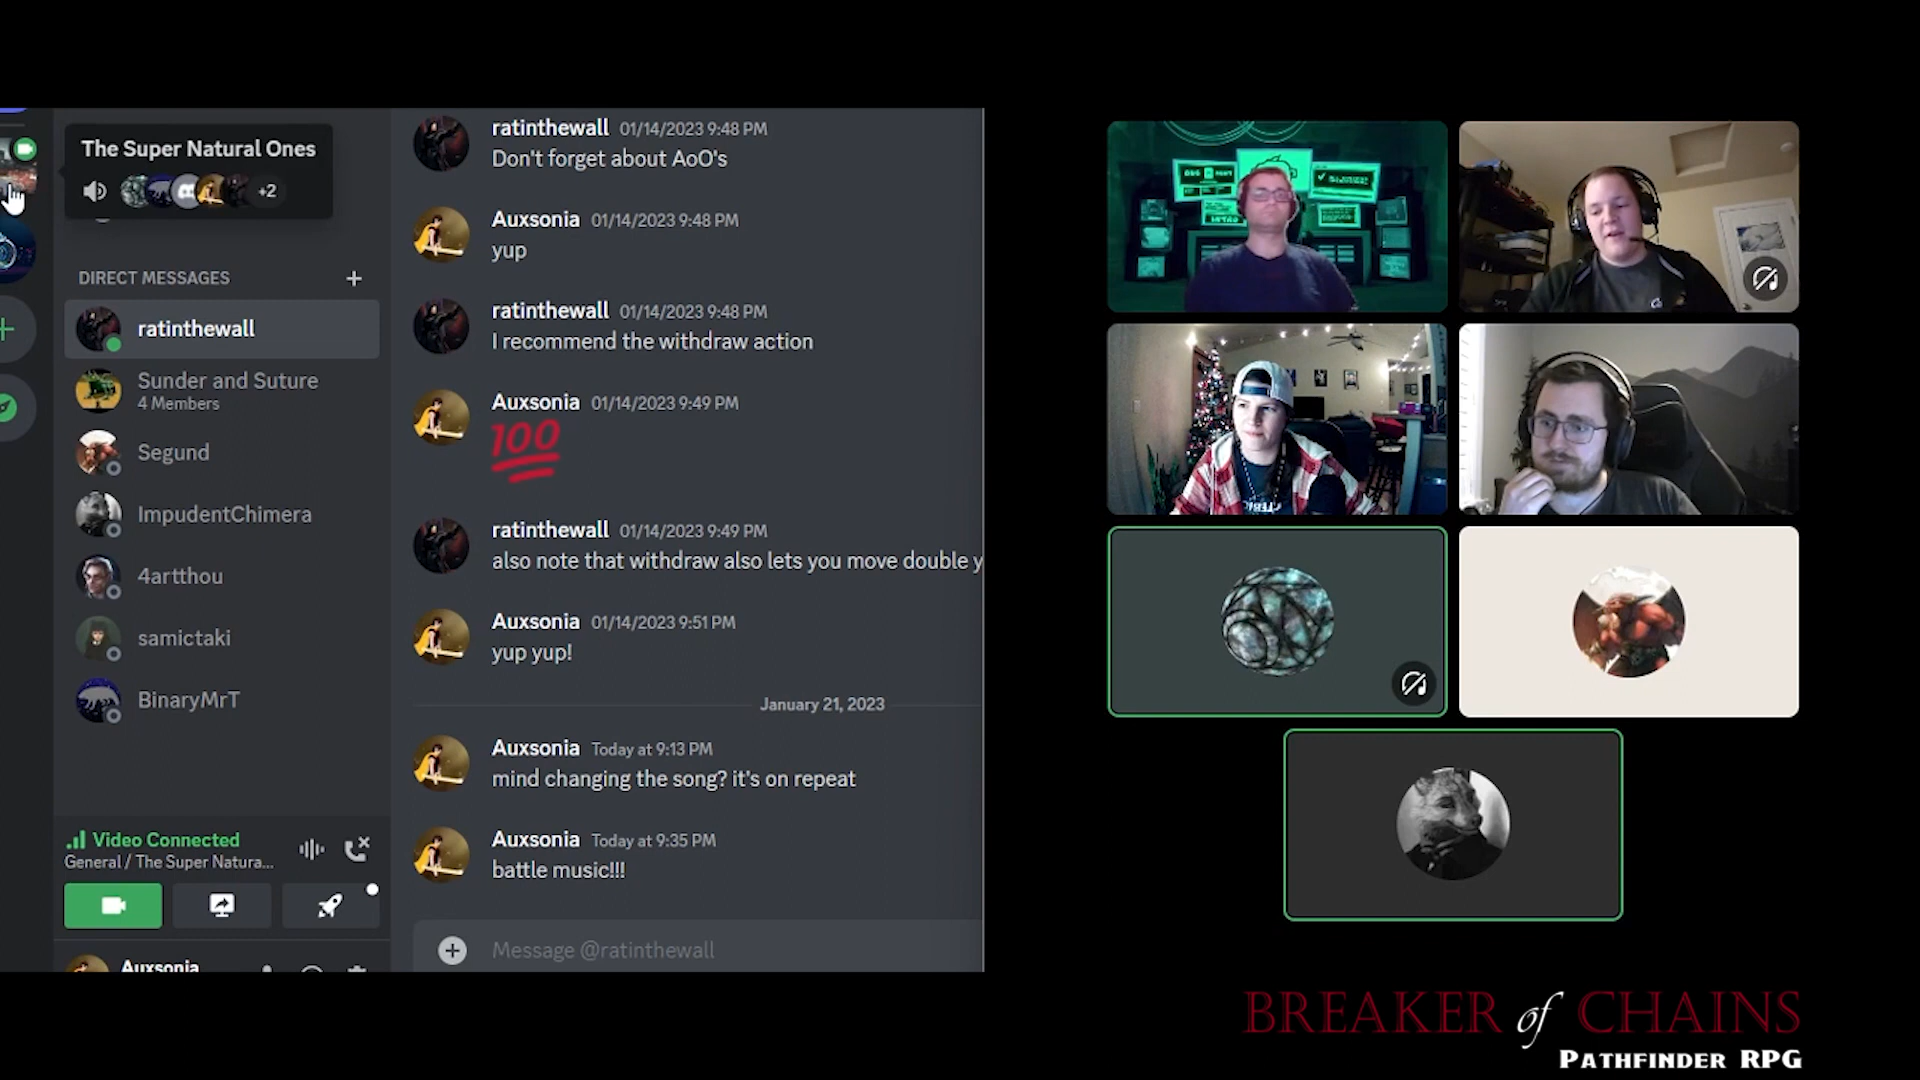 The Super Natural Ones
+2
DIRECT MESSAGES
ratinthewall
Sunder and Suture
4 Members
Segund
ImpudentChimera
4artthou
samictaki
BinaryMrT
Video Connected
General / The Super Natura...
Auxsonia
ratinthewall 01/14/2023 9:48 PM
Don't forget about AoO's
Auxsonia 01/14/2023 9:48 PM
yup
ratinthewall 01/14/2023 9:48 PM
I recommend the withdraw action
Auxsonia 01/14/2023 9:49 PM
100
ratinthewall 01/14/2023 9:49 PM
also note that withdraw also lets you move double y
Auxsonia 01/14/2023 9:51 PM
yup yup!
January 21, 2023
Auxsonia Today at 9:13 PM
mind changing the song? it's on repeat
Auxsonia Today at 9:35 PM
battle music!!!
Message @ratinthewall
BREAKER of CHAINS
PATHFINDER RPG